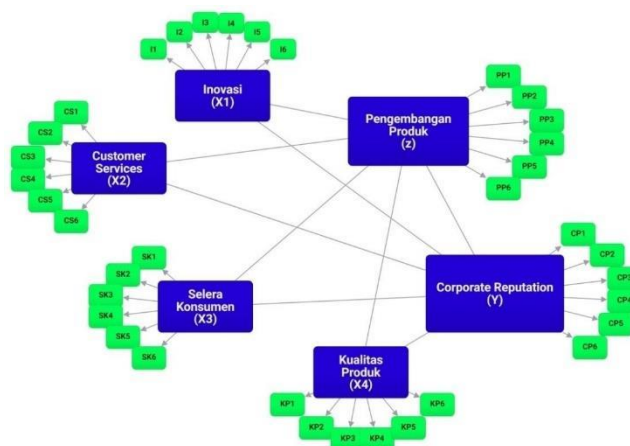 I1
I2
I3
I4
I5
I6
Inovasi
(X1)
PP1
PP2
PP3
PP4
PP5
PP6
Pengembangan
Produk
(z)
CS1
CS2
CS3
CS4
CS5
CS6
Customer
Services
(X2)
SK1
SK2
SK3
SK4
SK5
SK6
Selera
Konsumen
(X3)
CP1
CP2
CP3
CP4
CP5
CP6
Corporate Reputation
(Y)
Kualitas
Produk
(X4)
KP1
KP2
KP3
KP4
KP5
KP6